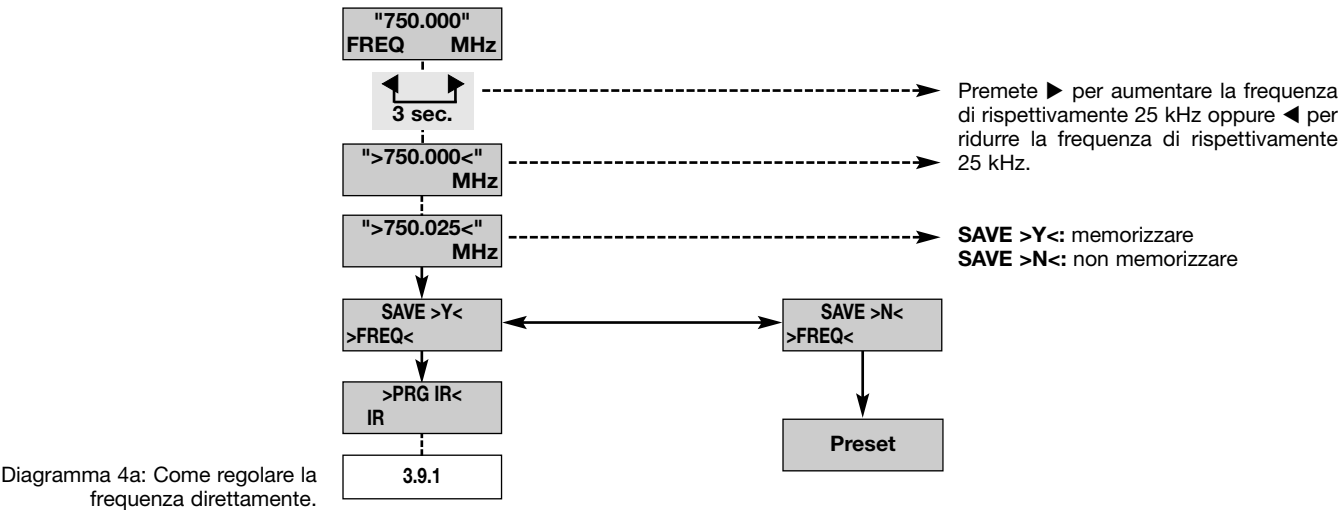 "750.000"
FREQ MHz
◀ ▶
3 sec.
Premete ▶ per aumentare la frequenza
di rispettivamente 25 kHz oppure ◀ per
ridurre la frequenza di rispettivamente
25 kHz.
">750.000<"
MHz
">750.025<"
MHz
SAVE >Y<: memorizzare
SAVE >N<: non memorizzare
SAVE >Y<
>FREQ<
SAVE >N<
>FREQ<
>PRG IR<
IR
Preset
3.9.1
Diagramma 4a: Come regolare la
frequenza direttamente.